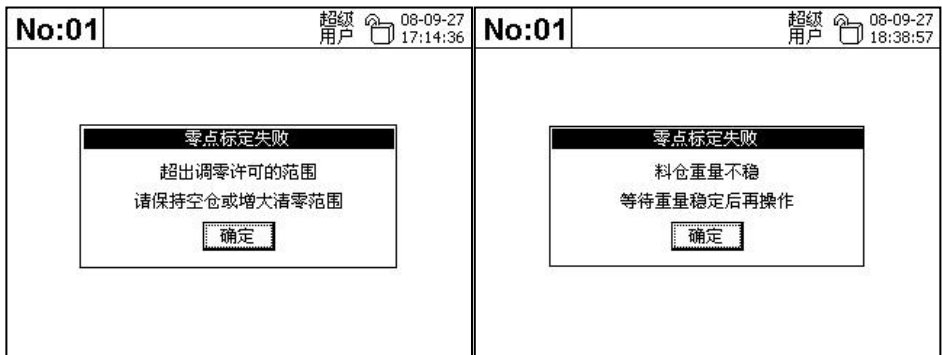 No:01
超级
用户
08-09-27
17:14:36
零点标定失败
超出调零许可的范围
请保持空仓或增大清零范围
确定
No:01
超级
用户
08-09-27
18:38:57
零点标定失败
料仓重量不稳
等待重量稳定后再操作
确定